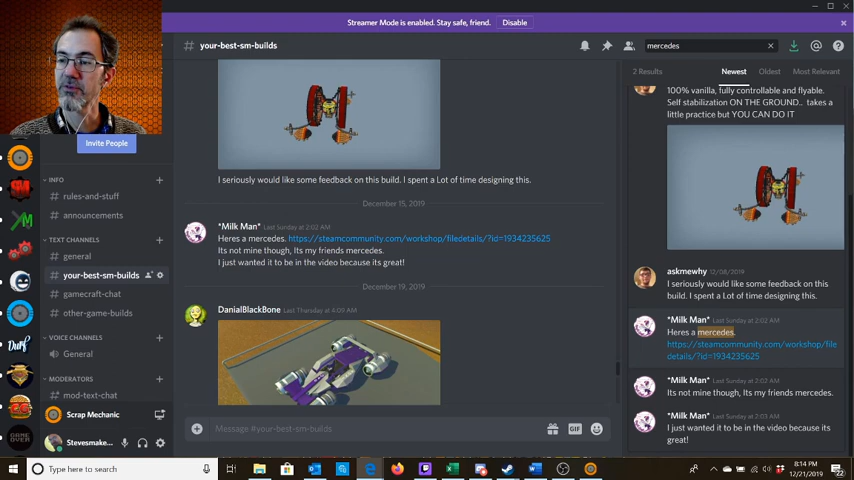 Streamer Mode is enabled. Stay safe, friend.
Disable
# your-best-sm-builds
mercedes
2 Results
Newest
Oldest
Most Relevant
100% vanilla, fully controllable and flyable.
Self stabilization ON THE GROUND.. takes a
little practice but YOU CAN DO IT
Invite People
INFO
# rules-and-stuff
# announcements
TEXT CHANNELS
# general
# your-best-sm-builds
# gamecraft-chat
# other-game-builds
VOICE CHANNELS
General
MODERATORS
# mod-text-chat
Scrap Mechanic
Stevesmake...
SM
Durf
2G
GAME OVER
I seriously would like some feedback on this build. I spent a Lot of time designing this.
December 15, 2019
*Milk Man* Last Sunday at 2:02 AM
Heres a mercedes. https://steamcommunity.com/workshop/filedetails/?id=1934235625
Its not mine though, Its my friends mercedes.
I just wanted it to be in the video because its great!
December 19, 2019
DanialBlackBone Last Thursday at 4:09 AM
Message #your-best-sm-builds
GIF
askmewhy 12/08/2019
I seriously would like some feedback on this
build. I spent a Lot of time designing this.
*Milk Man* Last Sunday at 2:02 AM
Heres a mercedes.
https://steamcommunity.com/workshop/file
details/?id=1934235625
*Milk Man* Last Sunday at 2:02 AM
Its not mine though, Its my friends mercedes.
*Milk Man* Last Sunday at 2:03 AM
I just wanted it to be in the video because its
great!
Type here to search
8:14 PM
12/21/2019
22